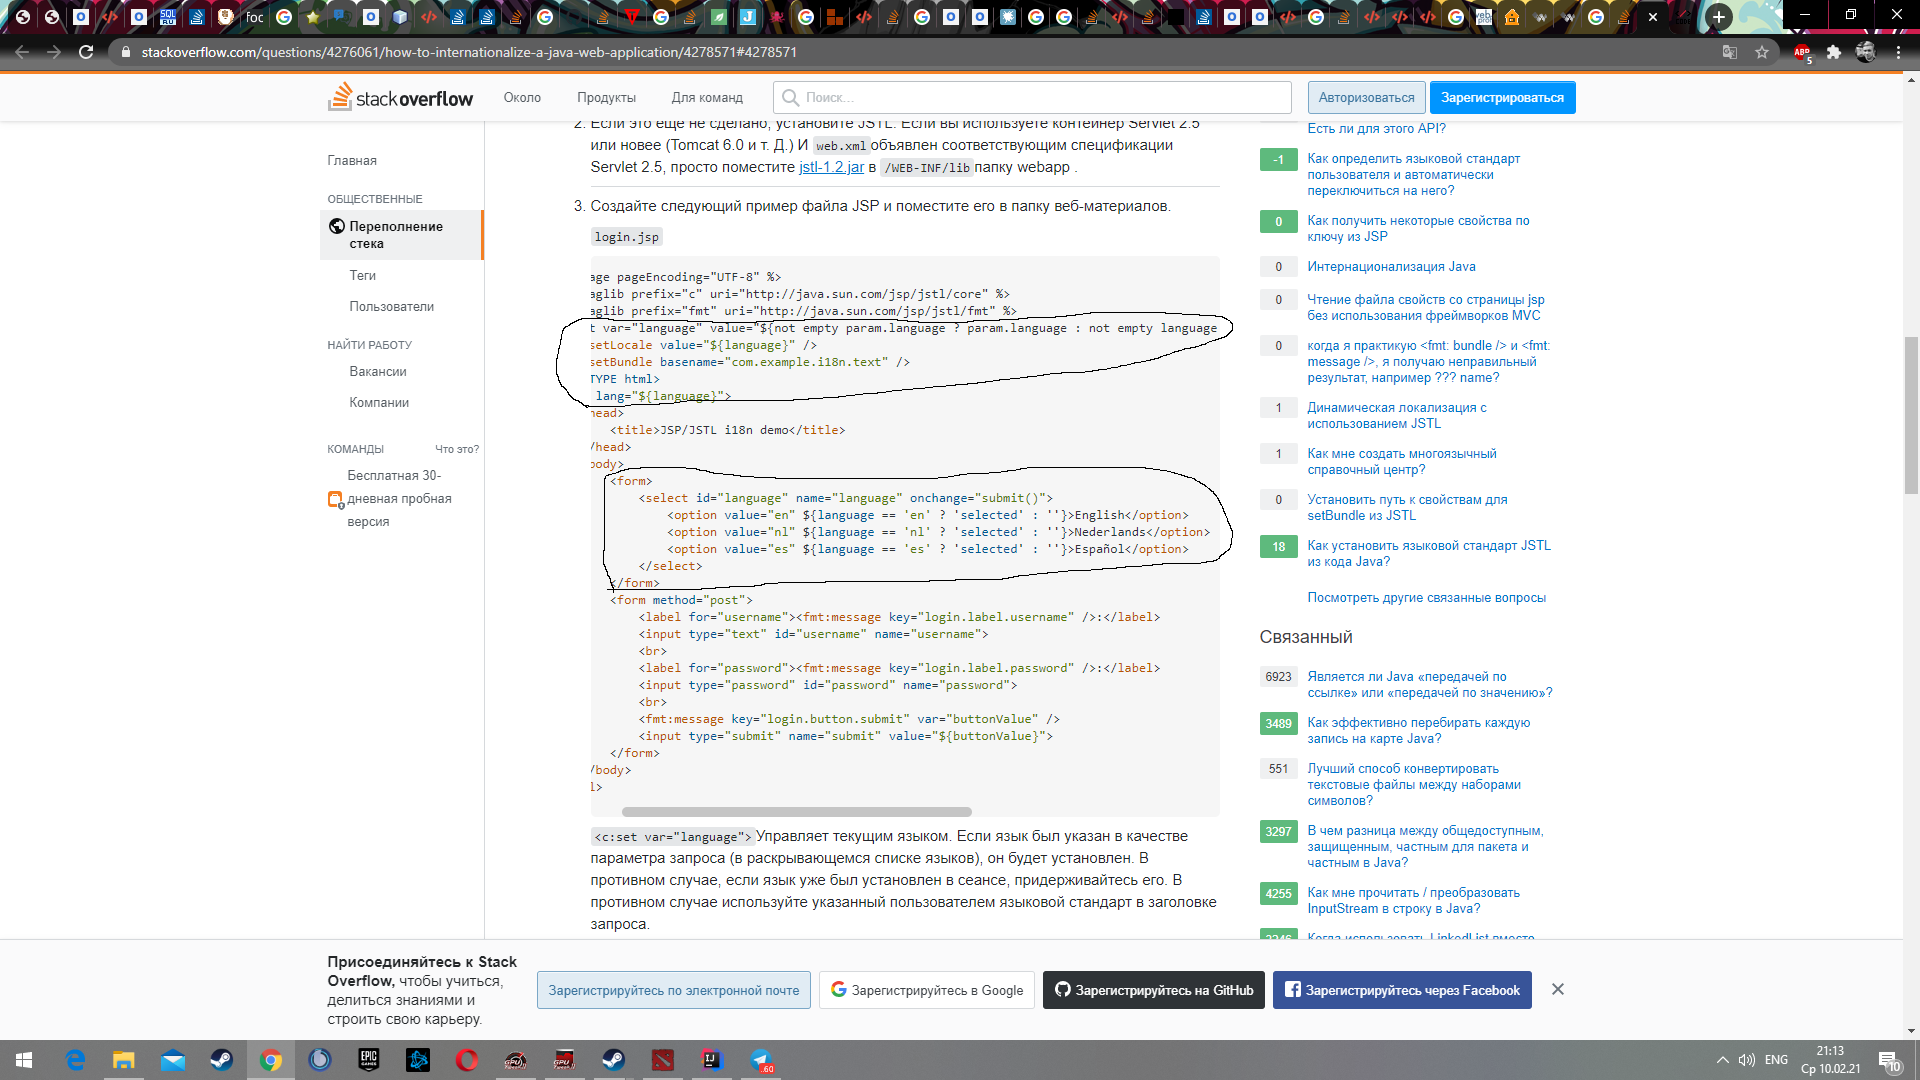 foc
stackoverflow.com/questions/4276061/how-to-internationalize-a-java-web-application/4278571#4278571
ABP
5
stackoverflow
Около
Продукты
Для команд
Поиск...
Авторизоваться
Зарегистрироваться
Главная
ОБЩЕСТВЕННЫЕ
Переполнение
стека
Теги
Пользователи
НАЙТИ РАБОТУ
Вакансии
Компании
КОМАНДЫ
Что это?
Бесплатная 30-
дневная пробная
версия
2. Если это еще не сделано, установите JSTL. Если вы используете контейнер Servlet 2.5
или новее (Tomcat 6.0 и т. Д.) И web.xml объявлен соответствующим спецификации
Servlet 2.5, просто поместите jstl-1.2.jar в /WEB-INF/lib папку webapp .
3. Создайте следующий пример файла JSP и поместите его в папку веб-материалов.
login.jsp
age pageEncoding="UTF-8" %>
aglib prefix="c" uri="http://java.sun.com/jsp/jstl/core" %>
aglib prefix="fmt" uri="http://java.sun.com/jsp/jstl/fmt" %>
t var="language" value="${not empty param.language ? param.language : not empty language
setLocale value="${language}" />
setBundle basename="com.example.i18n.text" />
TYPE html>
lang="${language}">
head>
<title>JSP/JSTL i18n demo</title>
/head>
body>
<form>
<select id="language" name="language" onchange="submit()">
<option value="en" ${language == 'en' ? 'selected' : ''}>English</option>
<option value="nl" ${language == 'nl' ? 'selected' : ''}>Nederlands</option>
<option value="es" ${language == 'es' ? 'selected' : ''}>Español</option>
</select>
</form>
<form method="post">
<label for="username"><fmt:message key="login.label.username" />:</label>
<input type="text" id="username" name="username">
<br>
<label for="password"><fmt:message key="login.label.password" />:</label>
<input type="password" id="password" name="password">
<br>
<fmt:message key="login.button.submit" var="buttonValue" />
<input type="submit" name="submit" value="${buttonValue}">
</form>
/body>
l>
<c:set var="language"> Управляет текущим языком. Если язык был указан в качестве
параметра запроса (в раскрывающемся списке языков), он будет установлен. В
противном случае, если язык уже был установлен в сеансе, придерживайтесь его. В
противном случае используйте указанный пользователем языковой стандарт в заголовке
запроса.
Есть ли для этого API?
-1
Как определить языковой стандарт
пользователя и автоматически
переключиться на него?
0
Как получить некоторые свойства по
ключу из JSP
0
Интернационализация Java
0
Чтение файла свойств со страницы jsp
без использования фреймворков MVC
0
когда я практикую <fmt: bundle /> и <fmt:
message />, я получаю неправильный
результат, например ??? name?
1
Динамическая локализация с
использованием JSTL
1
Как мне создать многоязычный
справочный центр?
0
Установить путь к свойствам для
setBundle из JSTL
18
Как установить языковой стандарт JSTL
из кода Java?
Посмотреть другие связанные вопросы
Связанный
6923
Является ли Java «передачей по
ссылке» или «передачей по значению»?
3489
Как эффективно перебирать каждую
запись на карте Java?
551
Лучший способ конвертировать
текстовые файлы между наборами
символов?
3297
В чем разница между общедоступным,
защищенным, частным для пакета и
частным в Java?
4255
Как мне прочитать / преобразовать
InputStream в строку в Java?
Когда использовать LinkedList вместо
Присоединяйтесь к Stack
Overflow, чтобы учиться,
делиться знаниями и
строить свою карьеру.
Зарегистрируйтесь по электронной почте
Зарегистрируйтесь в Google
Зарегистрируйтесь на GitHub
Зарегистрируйтесь через Facebook
EPIC
GAMES
60
ENG
21:13
Ср 10.02.21
10